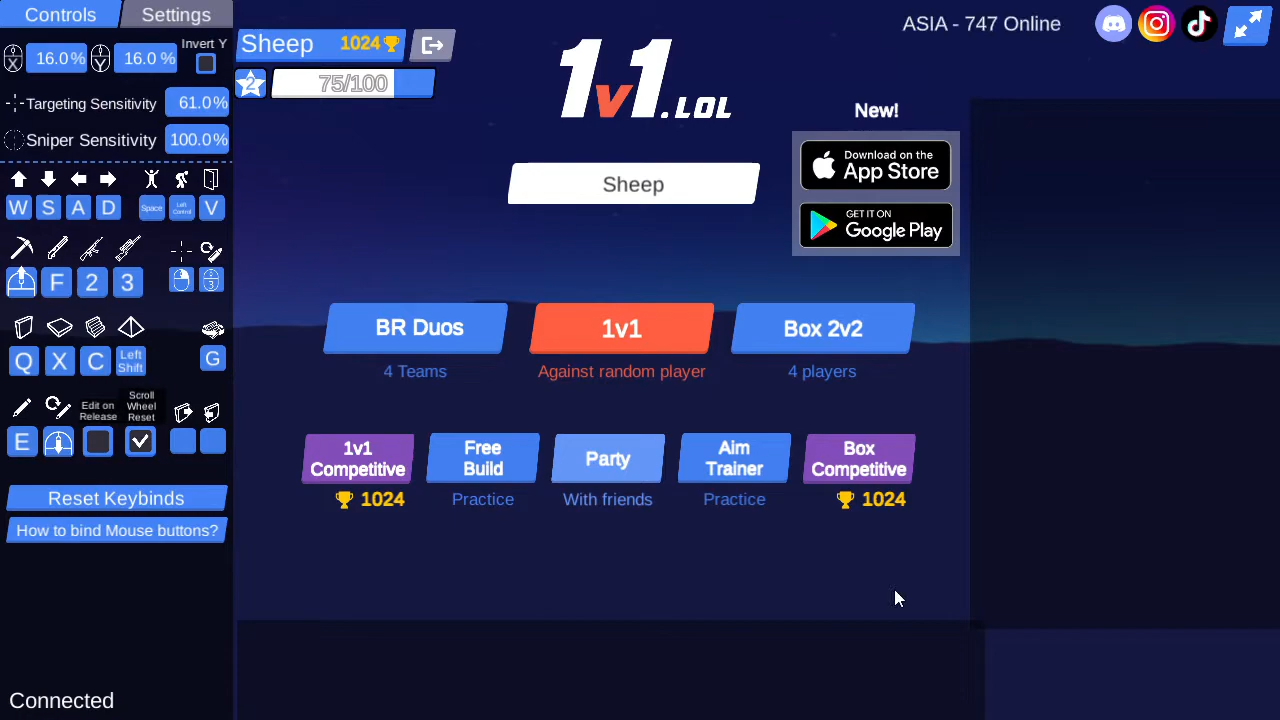 Controls
Settings
Sheep 1024
ASIA - 747 Online
X 16.0 % Y 16.0 % Invert Y
2 75/100
1v1.LOL
Targeting Sensitivity 61.0%
Sniper Sensitivity 100.0%
New!
Download on the
App Store
GET IT ON
Google Play
Sheep
W S A D Space Left Control V
F 2 3 3
Q X C Left Shift G
Edit on Release
Scroll Wheel Reset
E
Reset Keybinds
How to bind Mouse buttons?
BR Duos
4 Teams
1v1
Against random player
Box 2v2
4 players
1v1
Competitive
1024
Free
Build
Practice
Party
With friends
Aim
Trainer
Practice
Box
Competitive
1024
Connected